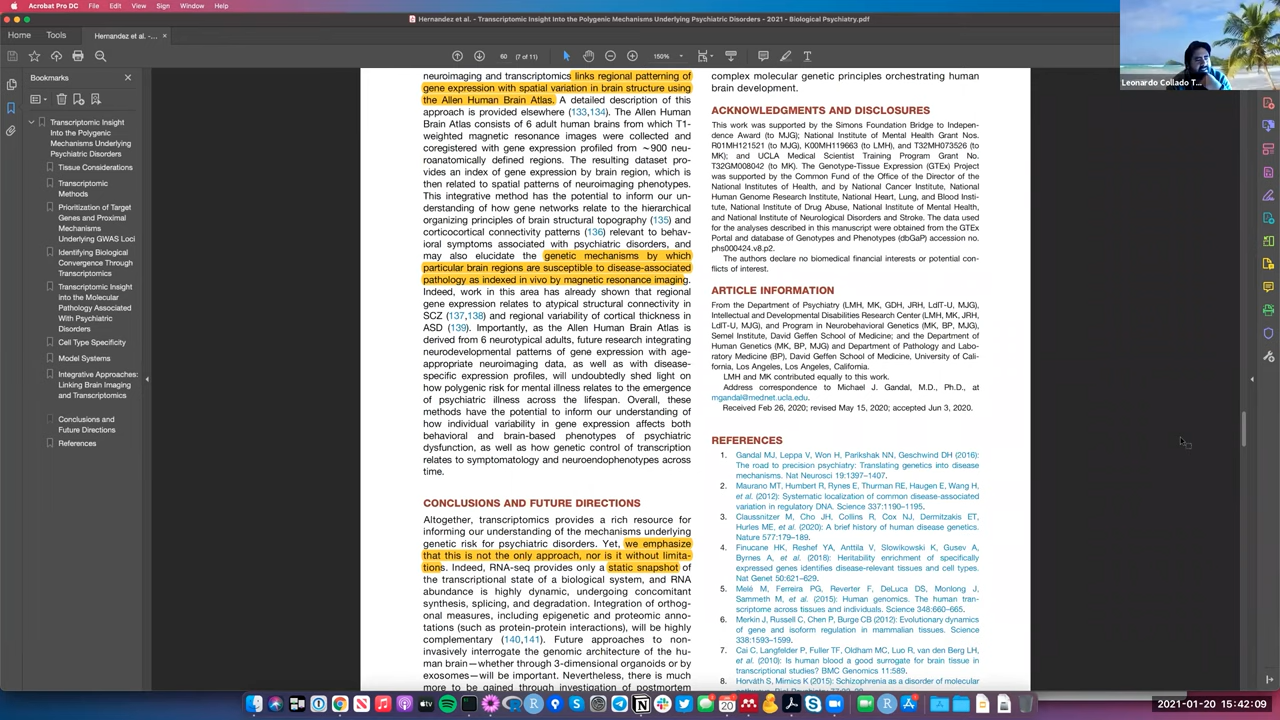 Acrobat Pro DC File Edit View Sign Window Help
Hernandez et al. - Transcriptomic Insight Into the Polygenic Mechanisms Underlying Psychiatric Disorders - 2021 - Biological Psychiatry.pdf
Home Tools Hernandez et al. -... ×
60 (7 of 11) 150%
Bookmarks
Transcriptomic Insight
Into the Polygenic
Mechanisms Underlying
Psychiatric Disorders
Tissue Considerations
Transcriptomic
Methods
Prioritization of Target
Genes and Proximal
Mechanisms
Underlying GWAS Loci
Identifying Biological
Convergence Through
Transcriptomics
Transcriptomic Insight
into the Molecular
Pathology Associated
With Psychiatric
Disorders
Cell Type Specificity
Model Systems
Integrative Approaches:
Linking Brain Imaging
and Transcriptomics
Conclusions and
Future Directions
References
neuroimaging and transcriptomics links regional patterning of
gene expression with spatial variation in brain structure using
the Allen Human Brain Atlas. A detailed description of this
approach is provided elsewhere (133,134). The Allen Human
Brain Atlas consists of 6 adult human brains from which T1-
weighted magnetic resonance images were collected and
coregistered with gene expression profiled from ~900 neu-
roanatomically defined regions. The resulting dataset pro-
vides an index of gene expression by brain region, which is
then related to spatial patterns of neuroimaging phenotypes.
This integrative method has the potential to inform our un-
derstanding of how gene networks relate to the hierarchical
organizing principles of brain structural topography (135) and
corticocortical connectivity patterns (136) relevant to behav-
ioral symptoms associated with psychiatric disorders, and
may also elucidate the genetic mechanisms by which
particular brain regions are susceptible to disease-associated
pathology as indexed in vivo by magnetic resonance imaging.
Indeed, work in this area has already shown that regional
gene expression relates to atypical structural connectivity in
SCZ (137,138) and regional variability of cortical thickness in
ASD (139). Importantly, as the Allen Human Brain Atlas is
derived from 6 neurotypical adults, future research integrating
neurodevelopmental patterns of gene expression with age-
appropriate neuroimaging data, as well as with disease-
specific expression profiles, will undoubtedly shed light on
how polygenic risk for mental illness relates to the emergence
of psychiatric illness across the lifespan. Overall, these
methods have the potential to inform our understanding of
how individual variability in gene expression affects both
behavioral and brain-based phenotypes of psychiatric
dysfunction, as well as how genetic control of transcription
relates to symptomatology and neuroendophenotypes across
time.
CONCLUSIONS AND FUTURE DIRECTIONS
Altogether, transcriptomics provides a rich resource for
informing our understanding of the mechanisms underlying
genetic risk for psychiatric disorders. Yet, we emphasize
that this is not the only approach, nor is it without limita-
tions. Indeed, RNA-seq provides only a static snapshot of
the transcriptional state of a biological system, and RNA
abundance is highly dynamic, undergoing concomitant
synthesis, splicing, and degradation. Integration of orthog-
onal measures, including epigenetic and proteomic annota-
tions (such as protein-protein interactions), will be highly
complementary (140,141). Future approaches to non-
invasively interrogate the genomic architecture of the hu-
man brain—whether through 3-dimensional organoids or by
exosomes—will be important. Nevertheless, there is much
more to be gained through investigation of postmortem
complex molecular genetic principles orchestrating human
brain development.
ACKNOWLEDGMENTS AND DISCLOSURES
This work was supported by the Simons Foundation Bridge to Indepen-
dence Award (to MJG); National Institute of Mental Health Grant Nos.
R01MH121521 (to MJG), K00MH119663 (to LMH), and T32MH073526 (to
MK); and UCLA Medical Scientist Training Program Grant No.
T32GM008042 (to MK). The Genotype-Tissue Expression (GTEx) Project
was supported by the Common Fund of the Office of the Director of the
National Institutes of Health, and by National Cancer Institute, National
Human Genome Research Institute, National Heart, Lung, and Blood Insti-
tute, National Institute of Drug Abuse, National Institute of Mental Health,
and National Institute of Neurological Disorders and Stroke. The data used
for the analyses described in this manuscript were obtained from the GTEx
Portal and database of Genotypes and Phenotypes (dbGaP) accession no.
phs000424.v8.p2.
The authors declare no biomedical financial interests or potential con-
flicts of interest.
ARTICLE INFORMATION
From the Department of Psychiatry (LMH, MK, GDH, JRH, LdlT-U, MJG),
Intellectual and Developmental Disabilities Research Center (LMH, MK, JRH,
LdlT-U, MJG), and Program in Neurobehavioral Genetics (MK, BP, MJG),
Semel Institute, David Geffen School of Medicine; and the Department of
Human Genetics (MK, BP, MJG) and Department of Pathology and Labo-
ratory Medicine (BP), David Geffen School of Medicine, University of Cali-
fornia, Los Angeles, Los Angeles, California.
LMH and MK contributed equally to this work.
Address correspondence to Michael J. Gandal, M.D., Ph.D., at
mgandal@mednet.ucla.edu.
Received Feb 26, 2020; revised May 15, 2020; accepted Jun 3, 2020.
REFERENCES
1. Gandal MJ, Leppa V, Won H, Parikshak NN, Geschwind DH (2016):
The road to precision psychiatry: Translating genetics into disease
mechanisms. Nat Neurosci 19:1397–1407.
2. Maurano MT, Humbert R, Rynes E, Thurman RE, Haugen E, Wang H,
et al. (2012): Systematic localization of common disease-associated
variation in regulatory DNA. Science 337:1190–1195.
3. Claussnitzer M, Cho JH, Collins R, Cox NJ, Dermitzakis ET,
Hurles ME, et al. (2020): A brief history of human disease genetics.
Nature 577:179–189.
4. Finucane HK, Reshef YA, Anttila V, Slowikowski K, Gusev A,
Byrnes A, et al. (2018): Heritability enrichment of specifically
expressed genes identifies disease-relevant tissues and cell types.
Nat Genet 50:621–629.
5. Melé M, Ferreira PG, Reverter F, DeLuca DS, Monlong J,
Sammeth M, et al. (2015): Human genomics. The human tran-
scriptome across tissues and individuals. Science 348:660–665.
6. Merkin J, Russell C, Chen P, Burge CB (2012): Evolutionary dynamics
of gene and isoform regulation in mammalian tissues. Science
338:1593–1599.
7. Cai C, Langfelder P, Fuller TF, Oldham MC, Luo R, van den Berg LH,
et al. (2010): Is human blood a good surrogate for brain tissue in
transcriptional studies? BMC Genomics 11:589.
8. Horváth S, Mimics K (2015): Schizophrenia as a disorder of molecular
Leonardo Collado T...
2021-01-20 15:42:09